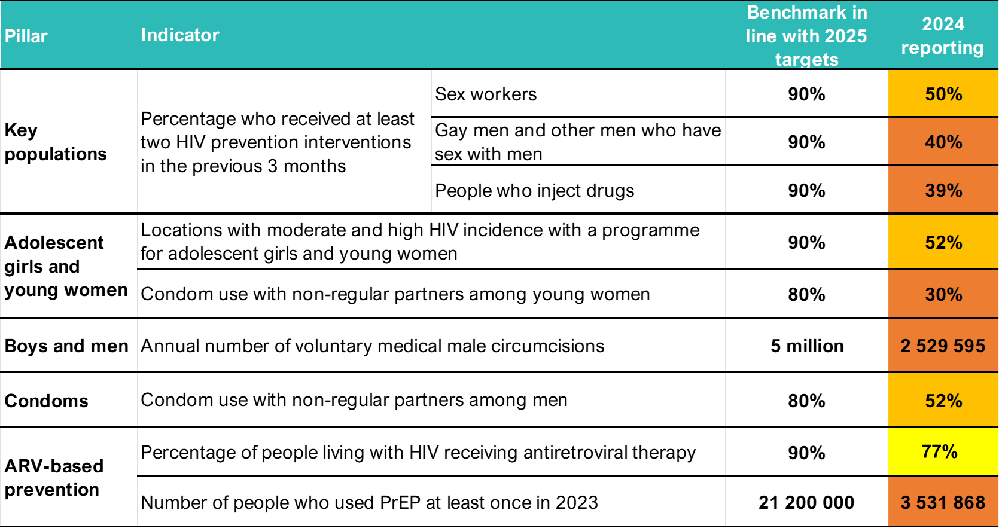 Pillar
Indicator
Benchmark in
line with 2025
targets
2024
reporting
Key
populations
Percentage who received at least
two HIV prevention interventions
in the previous 3 months
Sex workers
90%
50%
Gay men and other men who have
sex with men
90%
40%
People who inject drugs
90%
39%
Adolescent
girls and
young women
Locations with moderate and high HIV incidence with a programme
for adolescent girls and young women
90%
52%
Condom use with non-regular partners among young women
80%
30%
Boys and men
Annual number of voluntary medical male circumcisions
5 million
2 529 595
Condoms
Condom use with non-regular partners among men
80%
52%
ARV-based
prevention
Percentage of people living with HIV receiving antiretroviral therapy
90%
77%
Number of people who used PrEP at least once in 2023
21 200 000
3 531 868